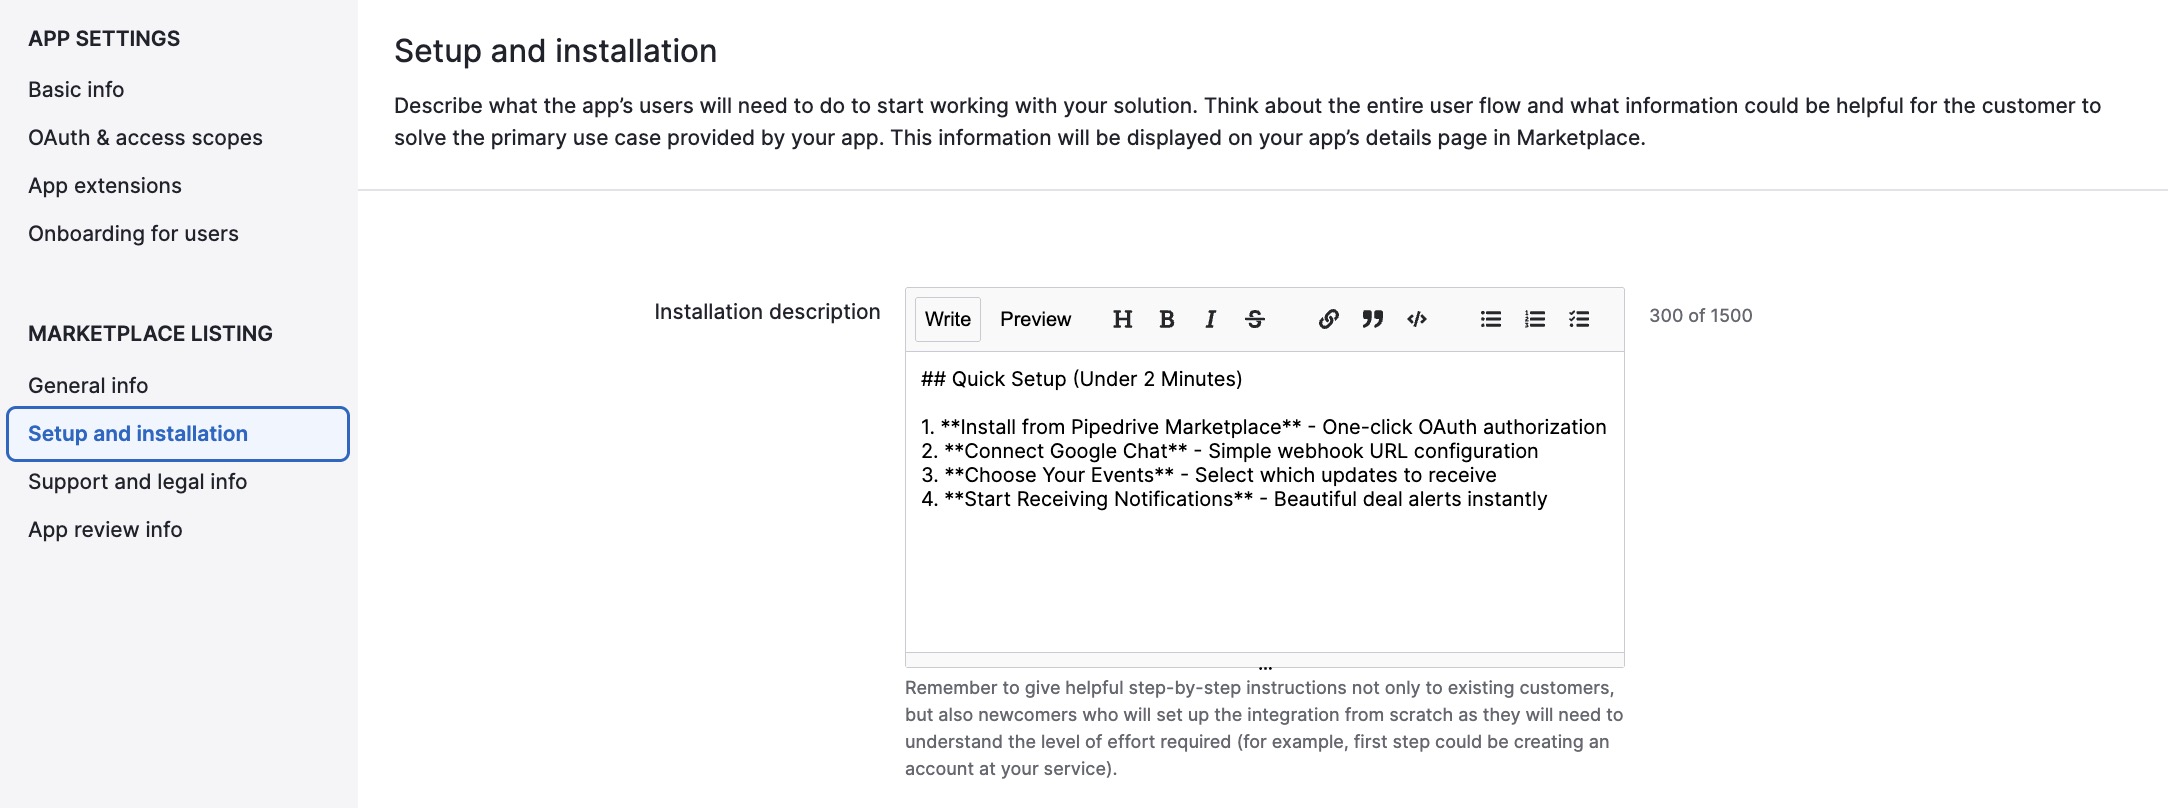 APP SETTINGS
Basic info
OAuth & access scopes
App extensions
Onboarding for users
MARKETPLACE LISTING
General info
Setup and installation
Support and legal info
App review info
Setup and installation
Describe what the app’s users will need to do to start working with your solution. Think about the entire user flow and what information could be helpful for the customer to
solve the primary use case provided by your app. This information will be displayed on your app’s details page in Marketplace.
Installation description
Write Preview H B I S
300 of 1500
## Quick Setup (Under 2 Minutes)
1. **Install from Pipedrive Marketplace** - One-click OAuth authorization
2. **Connect Google Chat** - Simple webhook URL configuration
3. **Choose Your Events** - Select which updates to receive
4. **Start Receiving Notifications** - Beautiful deal alerts instantly
Remember to give helpful step-by-step instructions not only to existing customers,
but also newcomers who will set up the integration from scratch as they will need to
understand the level of effort required (for example, first step could be creating an
account at your service).